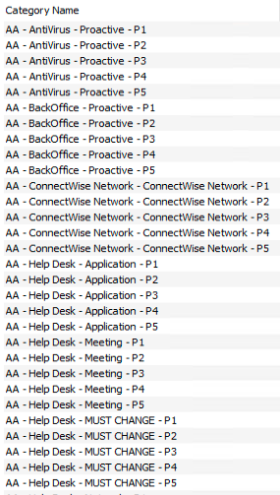 Category Name
AA - AntiVirus - Proactive - P1
AA - AntiVirus - Proactive - P2
AA - AntiVirus - Proactive - P3
AA - AntiVirus - Proactive - P4
AA - AntiVirus - Proactive - P5
AA - BackOffice - Proactive - P1
AA - BackOffice - Proactive - P2
AA - BackOffice - Proactive - P3
AA - BackOffice - Proactive - P4
AA - BackOffice - Proactive - P5
AA - ConnectWise Network - ConnectWise Network - P1
AA - ConnectWise Network - ConnectWise Network - P2
AA - ConnectWise Network - ConnectWise Network - P3
AA - ConnectWise Network - ConnectWise Network - P4
AA - ConnectWise Network - ConnectWise Network - P5
AA - Help Desk - Application - P1
AA - Help Desk - Application - P2
AA - Help Desk - Application - P3
AA - Help Desk - Application - P4
AA - Help Desk - Application - P5
AA - Help Desk - Meeting - P1
AA - Help Desk - Meeting - P2
AA - Help Desk - Meeting - P3
AA - Help Desk - Meeting - P4
AA - Help Desk - Meeting - P5
AA - Help Desk - MUST CHANGE - P1
AA - Help Desk - MUST CHANGE - P2
AA - Help Desk - MUST CHANGE - P3
AA - Help Desk - MUST CHANGE - P4
AA - Help Desk - MUST CHANGE - P5